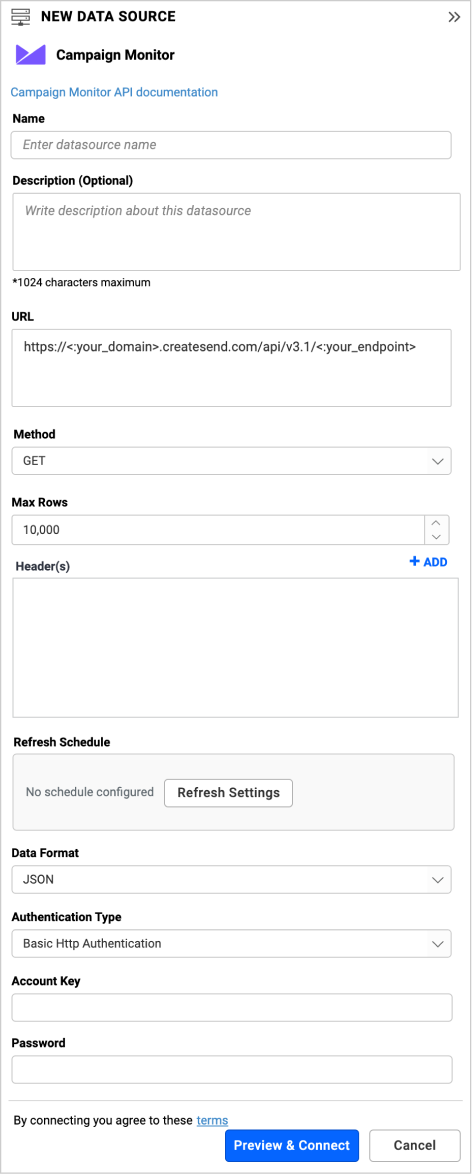 NEW DATA SOURCE
Campaign Monitor
Campaign Monitor API documentation
Name
Enter datasource name
Description (Optional)
Write description about this datasource
*1024 characters maximum
URL
https://<:your_domain>.createsend.com/api/v3.1/<:your_endpoint>
Method
GET
Max Rows
10,000
Header(s)
+ ADD
Refresh Schedule
No schedule configured Refresh Settings
Data Format
JSON
Authentication Type
Basic Http Authentication
Account Key
Password
By connecting you agree to these terms
Preview & Connect Cancel